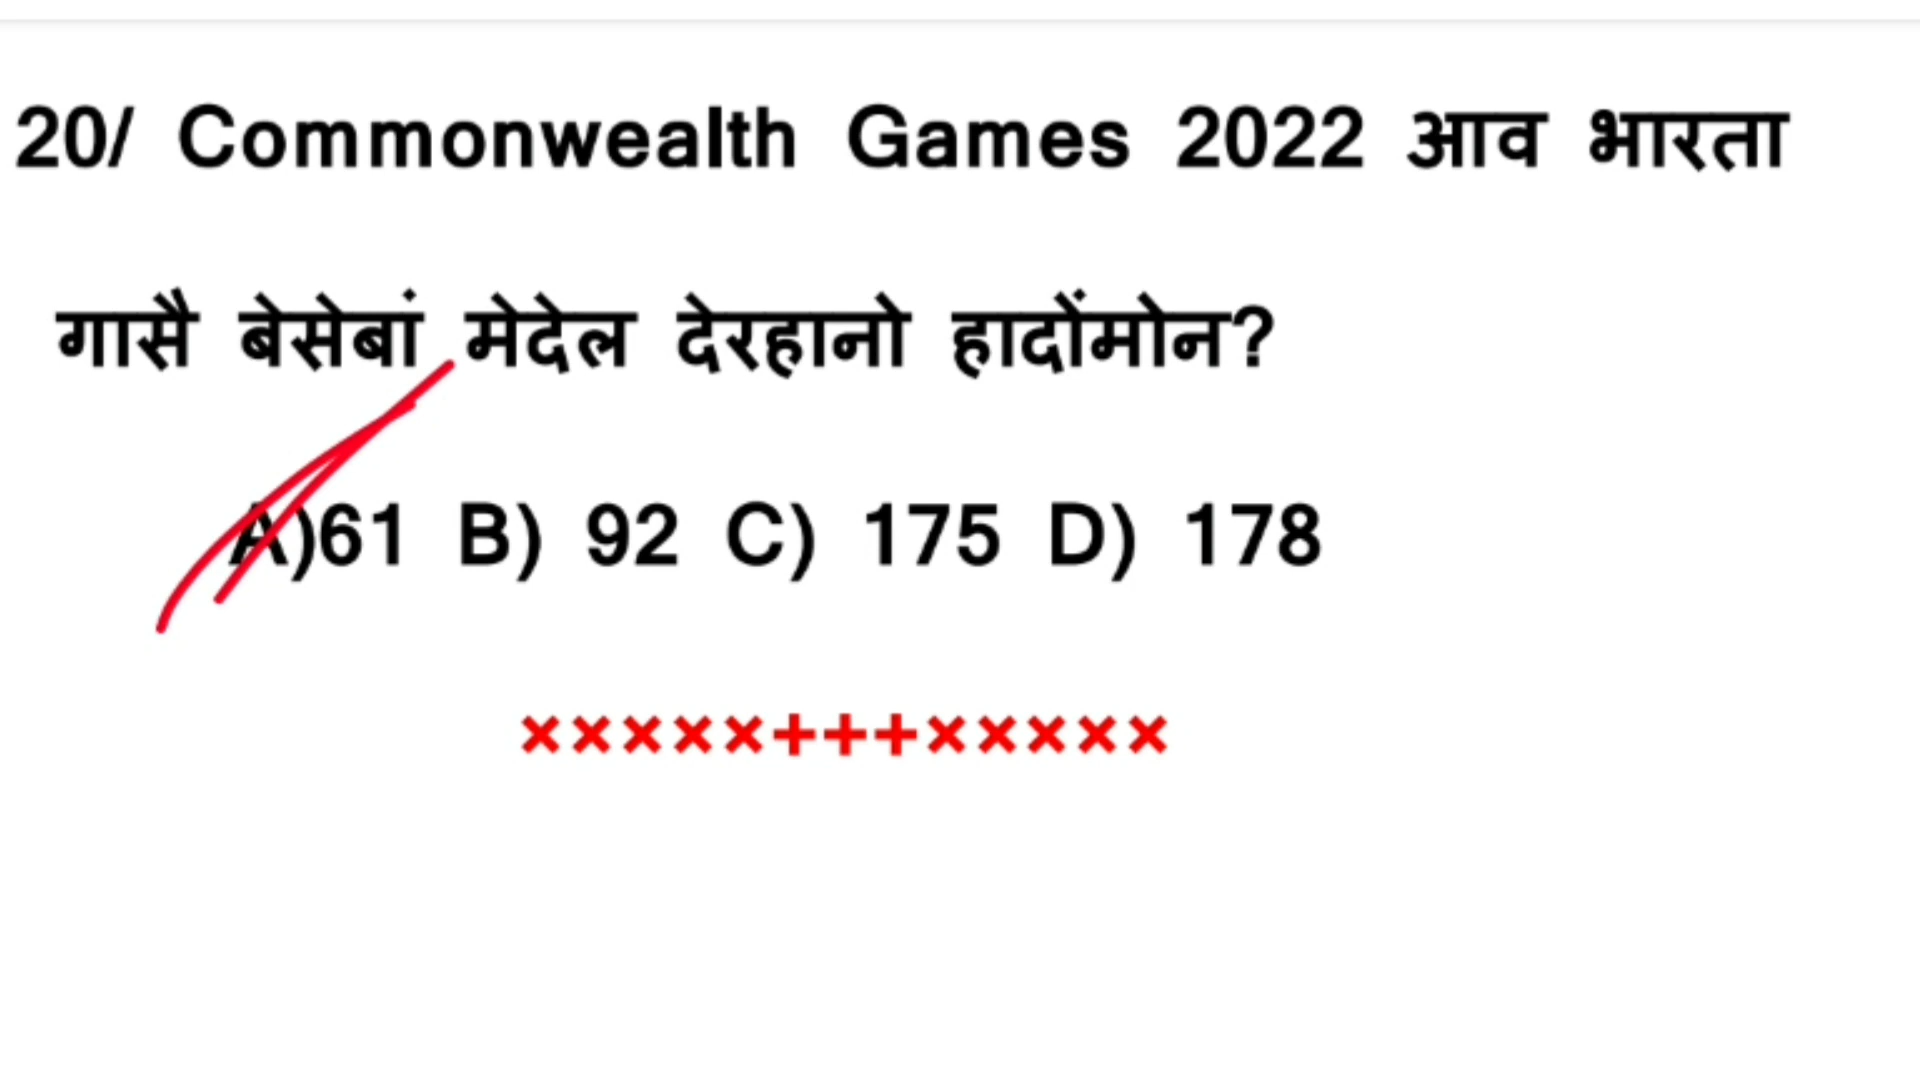 20/ Commonwealth Games 2022 आव भारता
गासै बेसेबां मेदेल देरहानो हादोंमोन?
A)61 B) 92 C) 175 D) 178
×××××+++×××××